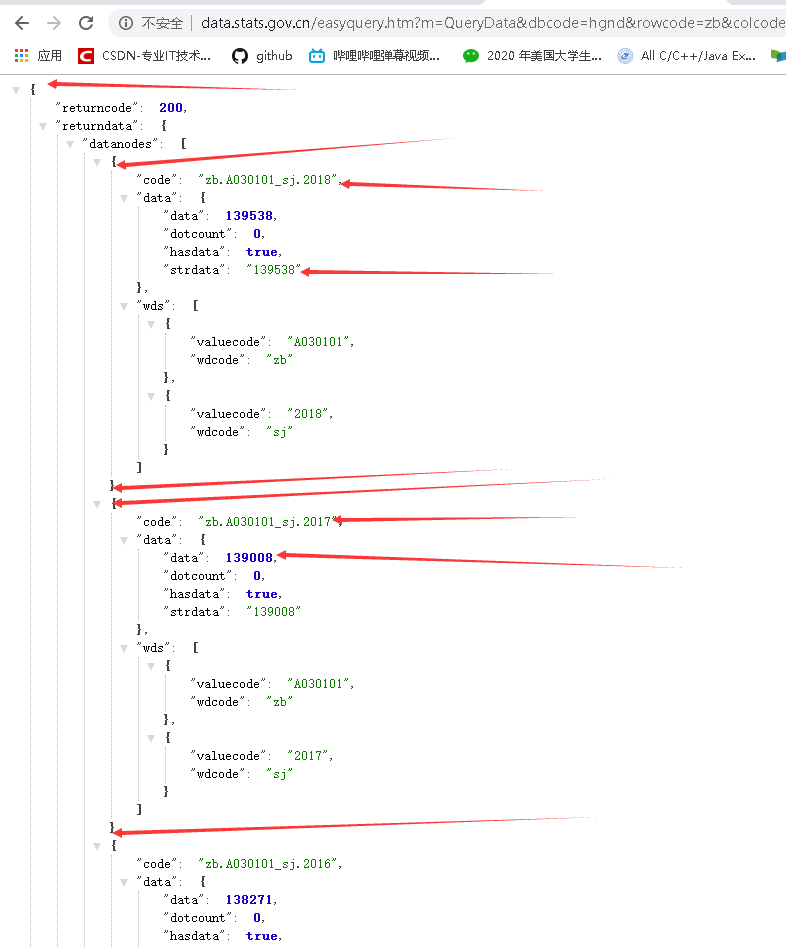 不安全 | data.stats.gov.cn/easyquery.htm?m=QueryData&dbcode=hgnd&rowcode=zb&colcode
应用 CSDN-专业IT技术... github 哔哩哔哩弹幕视频... 2020 年美国大学生... All C/C++/Java Ex...
{
"returncode": 200,
"returndata": {
"datanodes": [
{
"code": "zb.A030101_sj.2018",
"data": {
"data": 139538,
"dotcount": 0,
"hasdata": true,
"strdata": "139538"
},
"wds": [
{
"valuecode": "A030101",
"wdcode": "zb"
},
{
"valuecode": "2018",
"wdcode": "sj"
}
]
}
{
"code": "zb.A030101_sj.2017",
"data": {
"data": 139008,
"dotcount": 0,
"hasdata": true,
"strdata": "139008"
},
"wds": [
{
"valuecode": "A030101",
"wdcode": "zb"
},
{
"valuecode": "2017",
"wdcode": "sj"
}
]
}
{
"code": "zb.A030101_sj.2016",
"data": {
"data": 138271,
"dotcount": 0,
"hasdata": true,